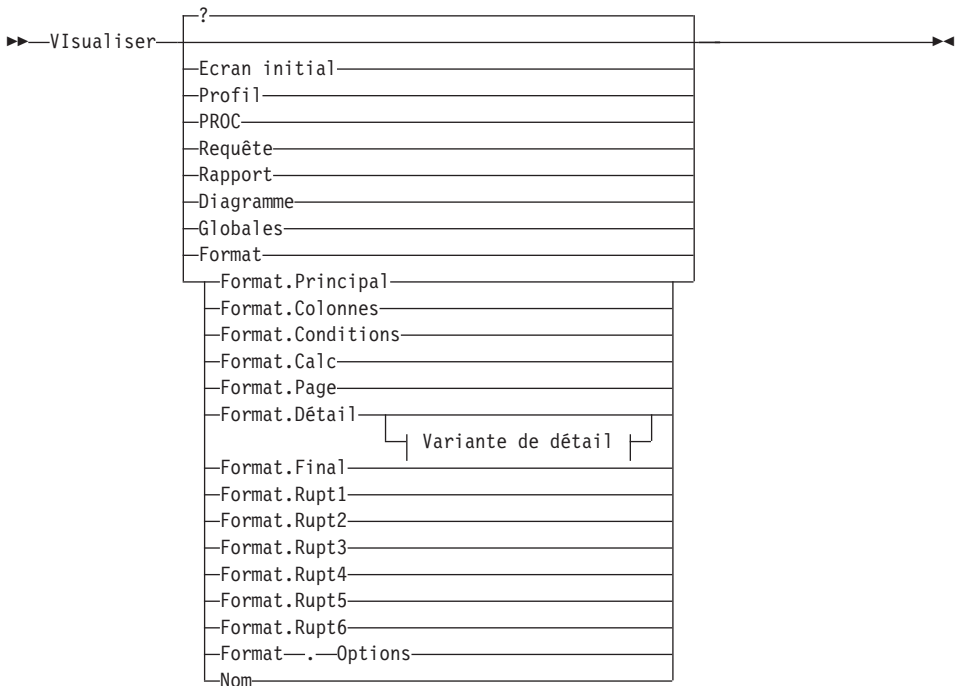 ?
VIsualiser
Ecran initial
Profil
PROC
Requête
Rapport
Diagramme
Globales
Format
Format.Principal
Format.Colonnes
Format.Conditions
Format.Calc
Format.Page
Format.Détail
Variante de détail
Format.Final
Format.Rupt1
Format.Rupt2
Format.Rupt3
Format.Rupt4
Format.Rupt5
Format.Rupt6
Format . Options
Nom